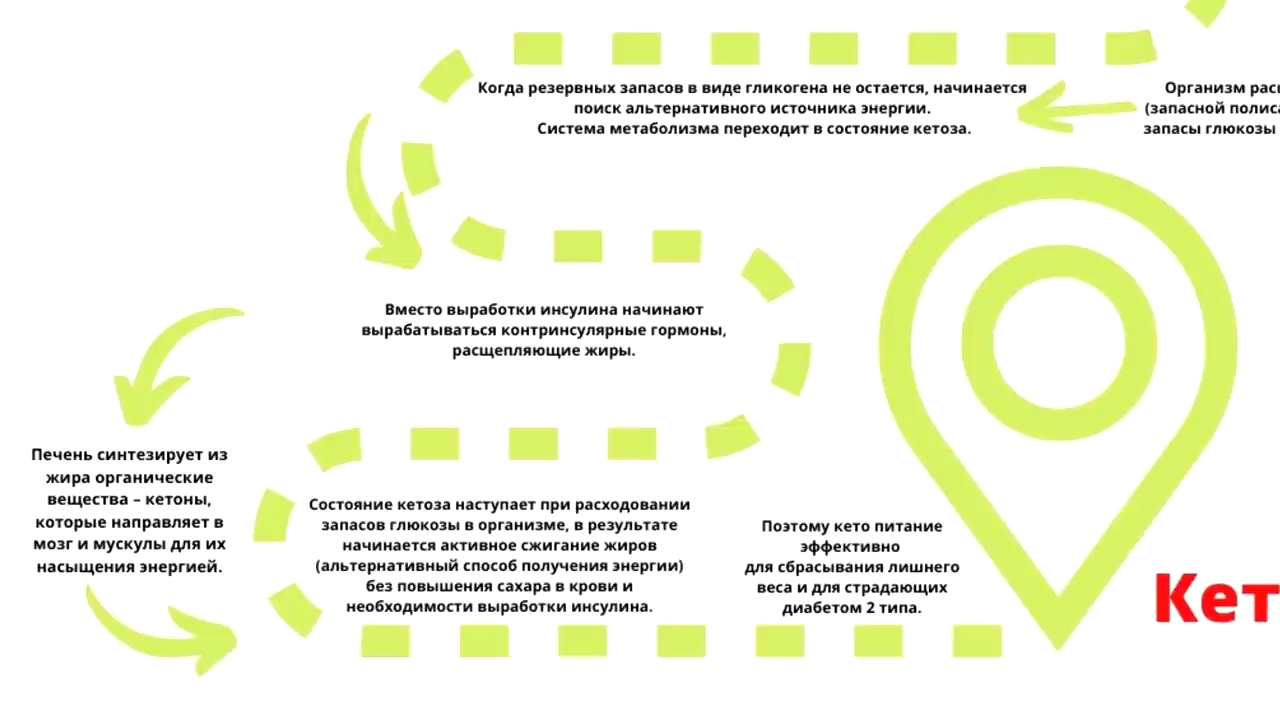 Организм
(запасной
запасы глюкозы
Когда резервных запасов в виде гликогена не остается, начинается
поиск альтернативного источника энергии.
Система метаболизма переходит в состояние кетоза.
Вместо выработки инсулина начинают
вырабатываться контринсулярные гормоны,
расщепляющие жиры.
Печень синтезирует из
жира органические
вещества – кетоны,
которые направляет в
мозг и мускулы для их
насыщения энергией.
Состояние кетоза наступает при расходовании
запасов глюкозы в организме, в результате
начинается активное сжигание жиров
(альтернативный способ получения энергии)
без повышения сахара в крови и
необходимости выработки инсулина.
Поэтому кето питание
эффективно
для сбрасывания лишнего
веса и для страдающих
диабетом 2 типа.